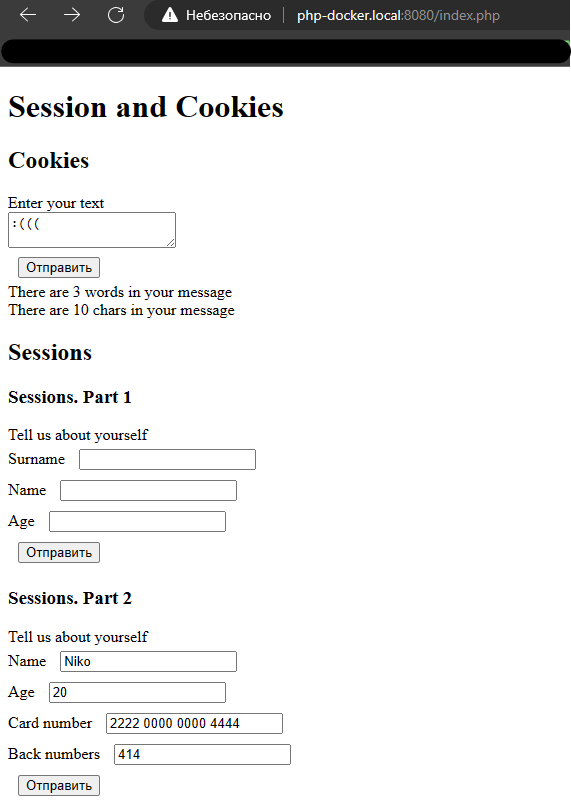 Небезопасно php-docker.local:8080/index.php
Session and Cookies
Cookies
Enter your text
:(((
Отправить
There are 3 words in your message
There are 10 chars in your message
Sessions
Sessions. Part 1
Tell us about yourself
Surname
Name
Age
Отправить
Sessions. Part 2
Tell us about yourself
Name Niko
Age 20
Card number 2222 0000 0000 4444
Back numbers 414
Отправить